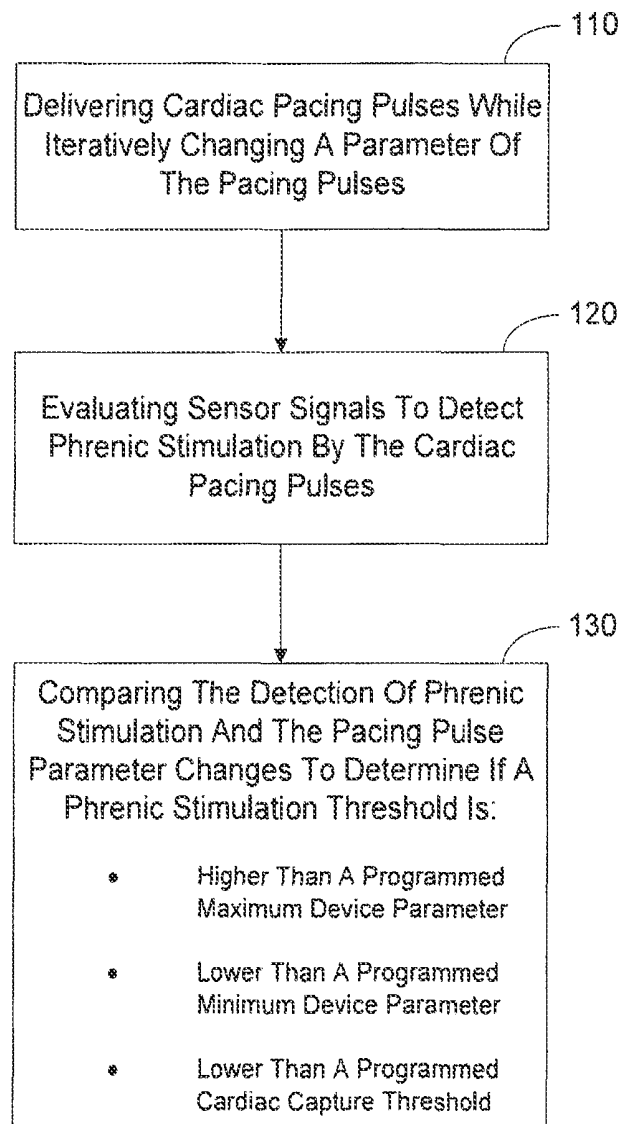 110
Delivering Cardiac Pacing Pulses While
Iteratively Changing A Parameter Of
The Pacing Pulses
120
Evaluating Sensor Signals To Detect
Phrenic Stimulation By The Cardiac
Pacing Pulses
130
Comparing The Detection Of Phrenic
Stimulation And The Pacing Pulse
Parameter Changes To Determine If A
Phrenic Stimulation Threshold Is:
• Higher Than A Programmed
Maximum Device Parameter
• Lower Than A Programmed
Minimum Device Parameter
• Lower Than A Programmed
Cardiac Capture Threshold